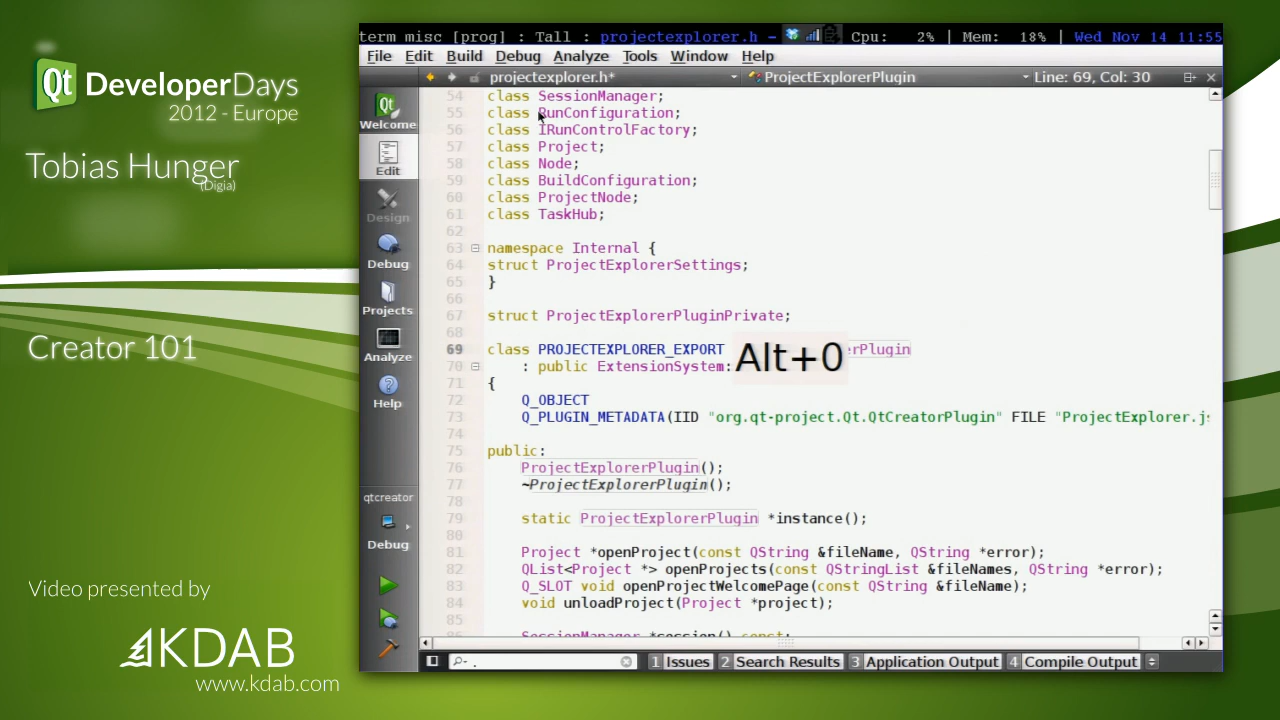 Qt DeveloperDays
2012 - Europe
Tobias Hunger
(Digia)
Creator 101
Video presented by
KDAB
www.kdab.com
term misc [prog] : Tall : projectexplorer.h - Cpu: 2% | Mem: 18% | Wed Nov 14 11:55
File Edit Build Debug Analyze Tools Window Help
projectexplorer.h* ProjectExplorerPlugin Line: 69, Col: 30
Qt
Welcome
Edit
Design
Debug
Projects
Analyze
Help
qtcreator
Debug
54 class SessionManager;
55 class RunConfiguration;
56 class IRunControlFactory;
57 class Project;
58 class Node;
59 class BuildConfiguration;
60 class ProjectNode;
61 class TaskHub;
62
63 namespace Internal {
64 struct ProjectExplorerSettings;
65 }
66
67 struct ProjectExplorerPluginPrivate;
68
69 class PROJECTEXPLORER_EXPORT erPlugin
70 : public ExtensionSystem:
Alt+0
71 {
72 Q_OBJECT
73 Q_PLUGIN_METADATA(IID "org.qt-project.Qt.QtCreatorPlugin" FILE "ProjectExplorer.js
74
75 public:
76 ProjectExplorerPlugin();
77 ~ProjectExplorerPlugin();
78
79 static ProjectExplorerPlugin *instance();
80
81 Project *openProject(const QString &fileName, QString *error);
82 QList<Project *> openProjects(const QStringList &fileNames, QString *error);
83 Q_SLOT void openProjectWelcomePage(const QString &fileName);
84 void unloadProject(Project *project);
85
86 SessionManager *session() const;
. 1 Issues 2 Search Results 3 Application Output 4 Compile Output